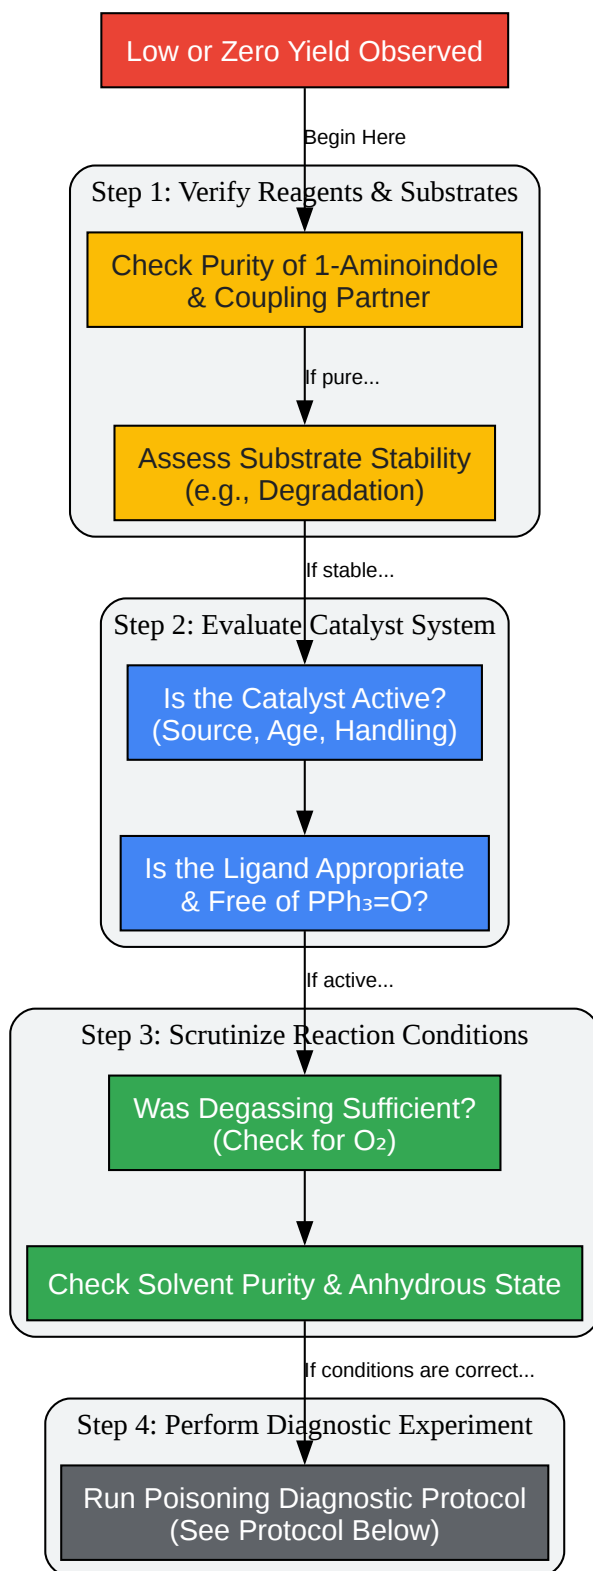 Low or Zero Yield Observed
Begin Here
Step 1: Verify Reagents & Substrates
Check Purity of 1-Aminoindole
& Coupling Partner
If pure...
Assess Substrate Stability
(e.g., Degradation)
If stable...
Step 2: Evaluate Catalyst System
Is the Catalyst Active?
(Source, Age, Handling)
Is the Ligand Appropriate
& Free of PPh₃=O?
If active...
Step 3: Scrutinize Reaction Conditions
Was Degassing Sufficient?
(Check for O₂)
Check Solvent Purity & Anhydrous State
If conditions are correct...
Step 4: Perform Diagnostic Experiment
Run Poisoning Diagnostic Protocol
(See Protocol Below)